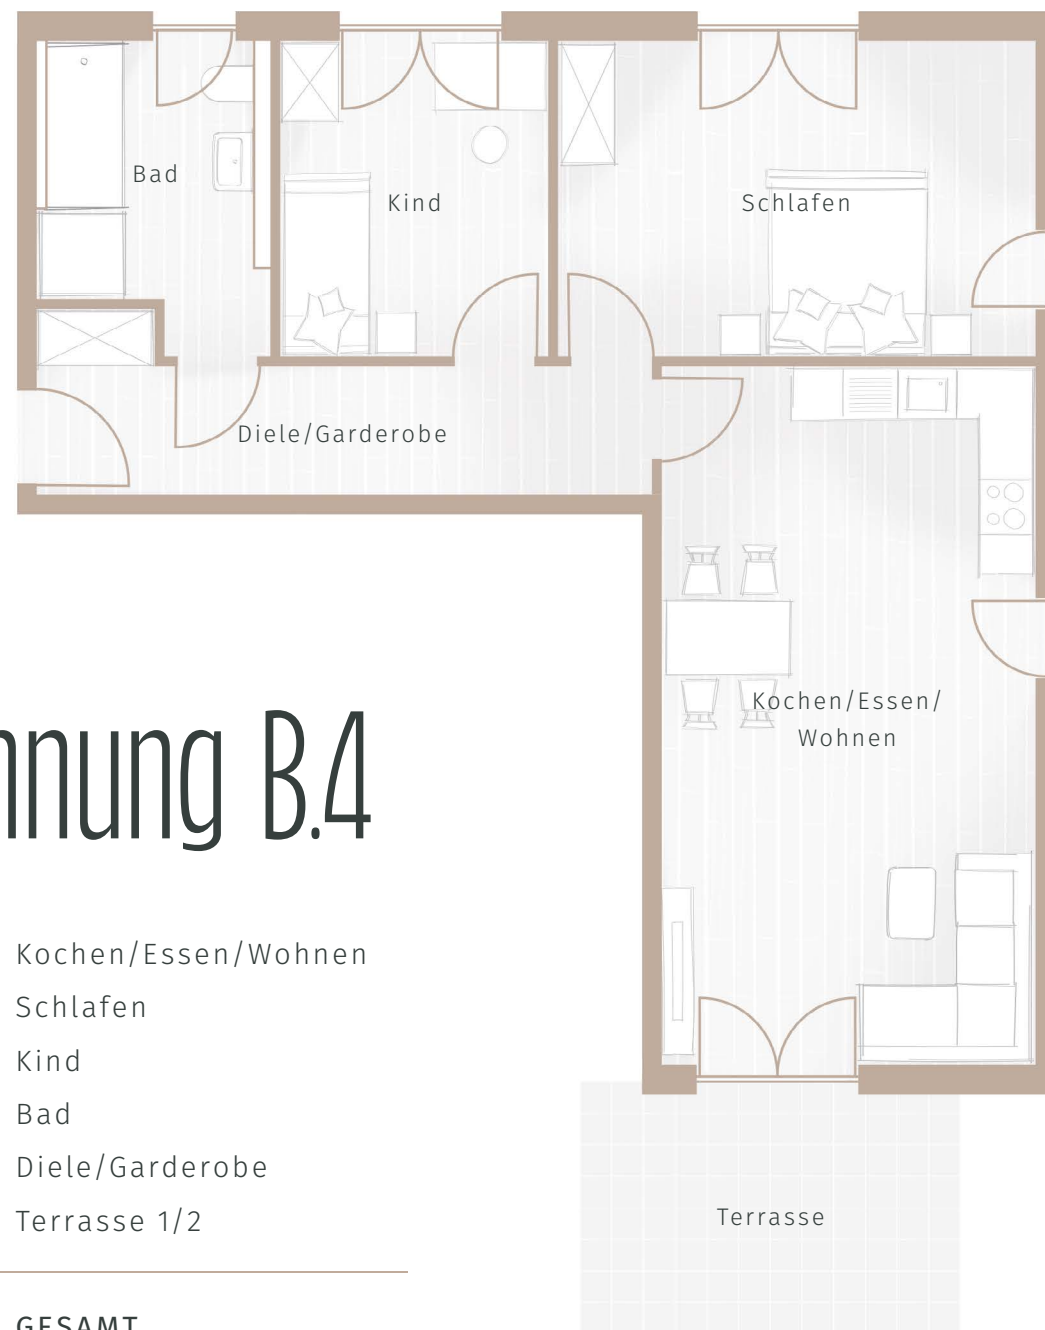 Bad
Kind
Schlafen
Diele/Garderobe
Kochen/Essen/
Wohnen
hnung B.4
Kochen/Essen/Wohnen
Schlafen
Kind
Bad
Diele/Garderobe
Terrasse 1/2
GESAMT
Terrasse